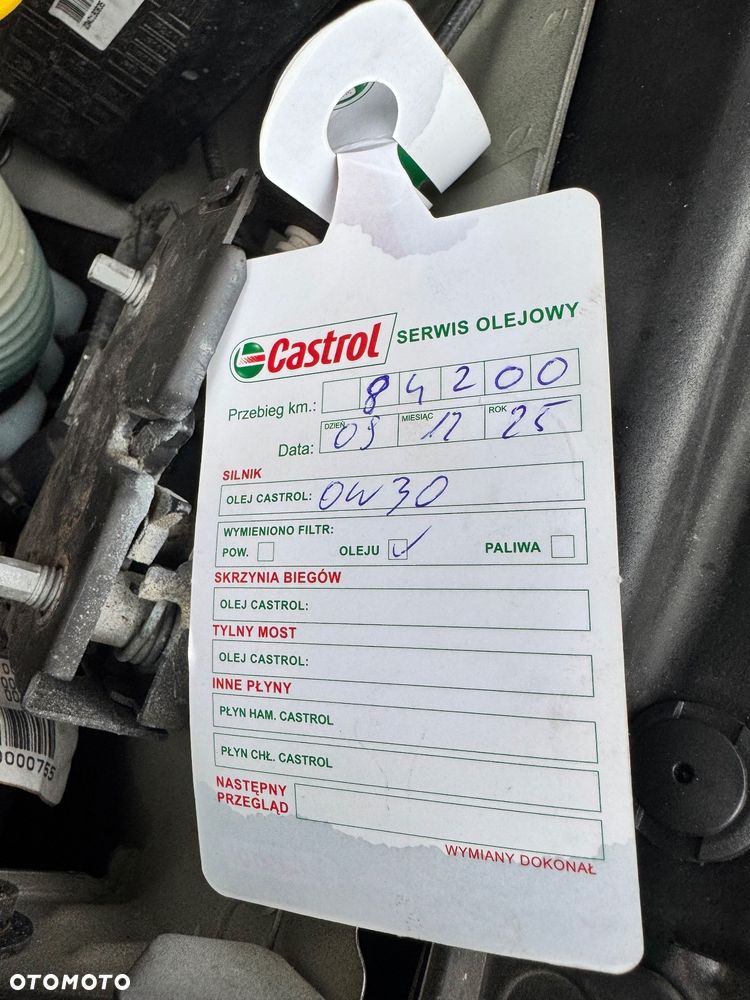 Castrol SERWIS OLEJOWY
Przebieg km.: 84200
DZIEŃ MIESIĄC ROK
Data: 09 12 25
SILNIK
OLEJ CASTROL: 0W30
WYMIENIONO FILTR:
POW. OLEJU ✓ PALIWA
SKRZYNIA BIEGÓW
OLEJ CASTROL:
TYLNY MOST
OLEJ CASTROL:
INNE PŁYNY
PŁYN HAM. CASTROL
PŁYN CHŁ. CASTROL
NASTĘPNY
PRZEGLĄD
WYMIANY DOKONAŁ
OTOMOTO